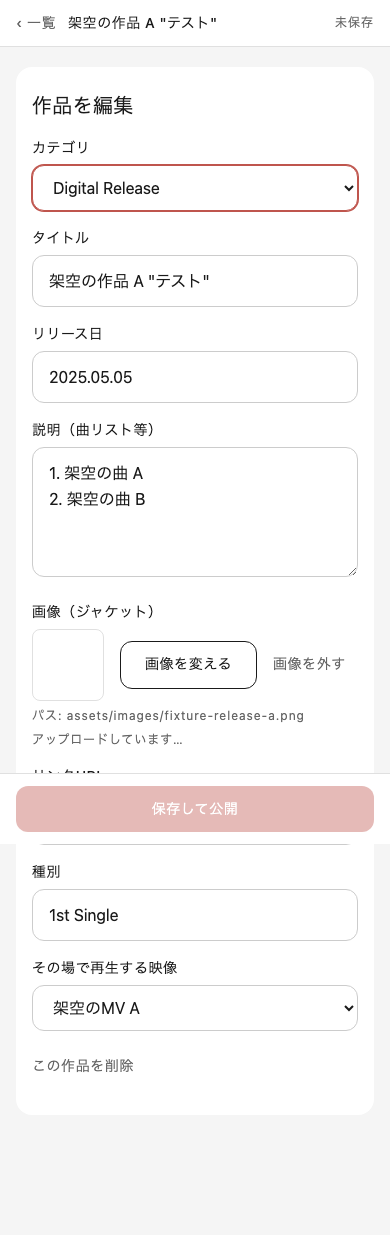 ‹ 一覧 架空の作品 A "テスト" 未保存
作品を編集
カテゴリ
Digital Release
タイトル
架空の作品 A "テスト"
リリース日
2025.05.05
説明（曲リスト等）
1. 架空の曲 A
2. 架空の曲 B
画像（ジャケット）
画像を変える 画像を外す
パス: assets/images/fixture-release-a.png
アップロードしています…
保存して公開
種別
1st Single
その場で再生する映像
架空のMV A
この作品を削除